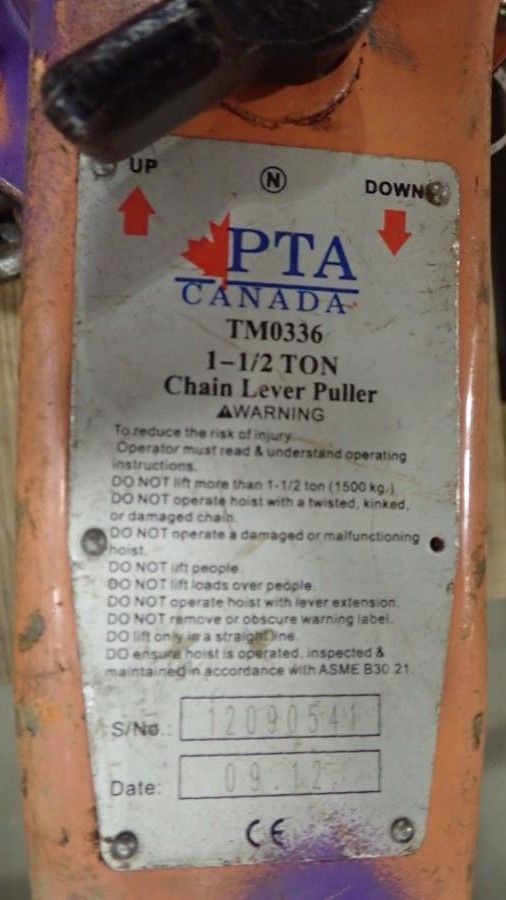 UP
N
DOWN
PTA
CANADA
TM0336
1-1/2 TON
Chain Lever Puller
WARNING
To reduce the risk of injury:
Operator must read & understand operating
instructions.
DO NOT lift more than 1-1/2 ton (1500 kg.)
DO NOT operate hoist with a twisted, kinked,
or damaged chain.
DO NOT operate a damaged or malfunctioning
hoist.
DO NOT lift people.
DO NOT lift loads over people.
DO NOT operate hoist with lever extension.
DO NOT remove or obscure warning label.
DO lift only in a straight line.
DO ensure hoist is operated, inspected &
maintained in accordance with ASME B30 21.
S/No.: 12090541
Date: 09.12.
CE